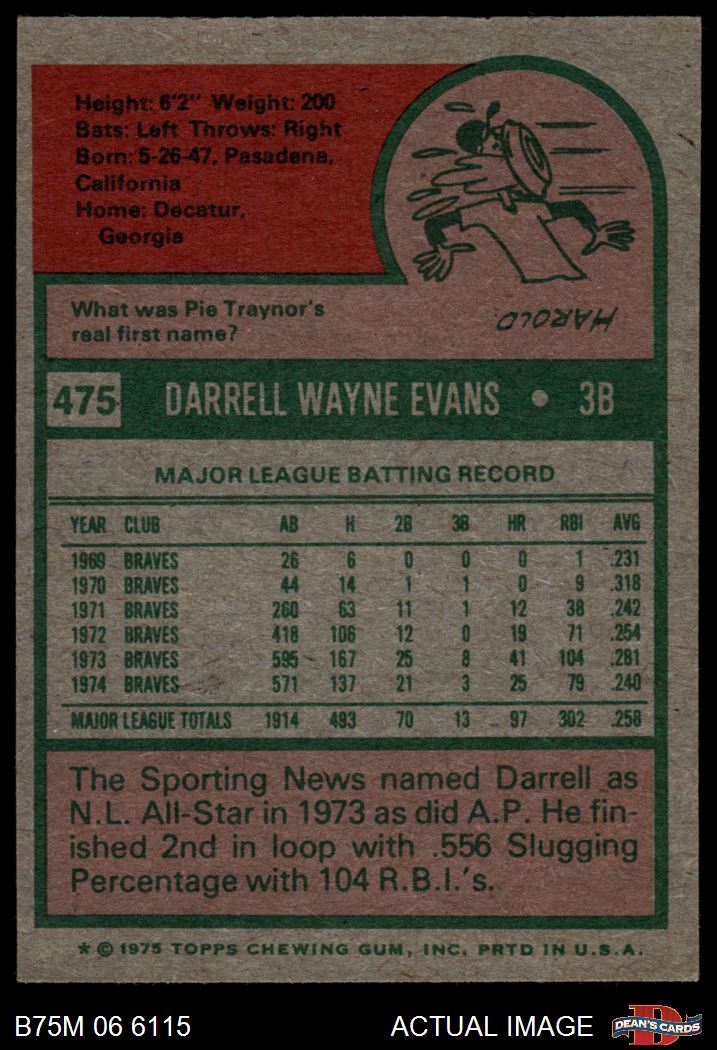 Height: 6'2" Weight: 200
Bats: Left Throws: Right
Born: 5-26-47, Pasadena,
California
Home: Decatur,
Georgia
What was Pie Traynor's
real first name?
HAROLD
475 DARRELL WAYNE EVANS • 3B
MAJOR LEAGUE BATTING RECORD
YEAR CLUB AB H 2B 3B HR RBI AVG
1969 BRAVES 26 6 0 0 0 1 .231
1970 BRAVES 44 14 1 1 0 9 .318
1971 BRAVES 260 63 11 1 12 38 .242
1972 BRAVES 418 106 12 0 19 71 .254
1973 BRAVES 595 167 25 8 41 104 .281
1974 BRAVES 571 137 21 3 25 79 .240
MAJOR LEAGUE TOTALS 1914 493 70 13 97 302 .258
The Sporting News named Darrell as
N.L. All-Star in 1973 as did A.P. He fin-
ished 2nd in loop with .556 Slugging
Percentage with 104 R.B.I.'s.
* © 1975 TOPPS CHEWING GUM, INC. PRTD IN U.S.A.
B75M 06 6115 ACTUAL IMAGE D DEAN'S CARDS